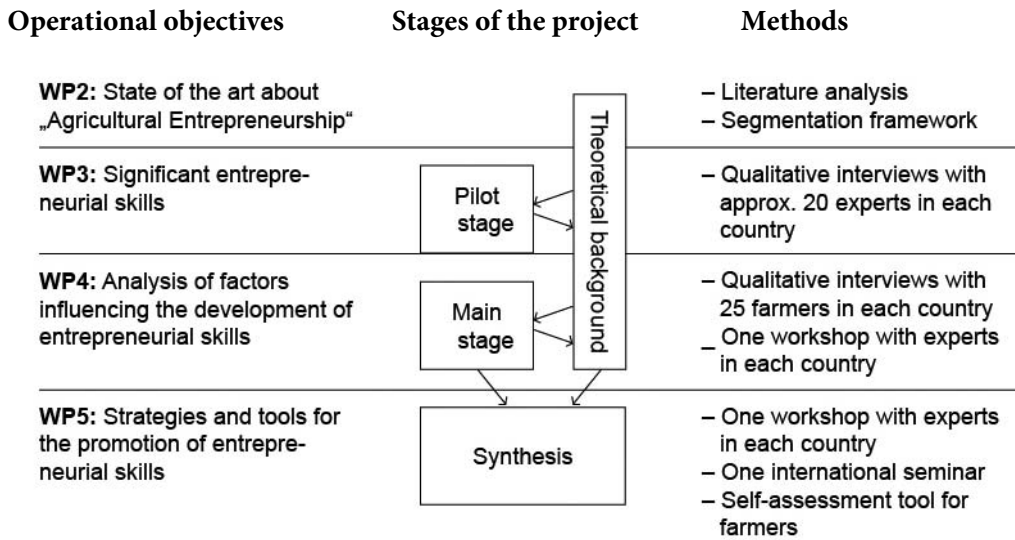 Operational objectives
Stages of the project
Methods
WP2: State of the art about
„Agricultural Entrepreneurship“
– Literature analysis
– Segmentation framework
Theoretical background
WP3: Significant entrepre-
neurial skills
Pilot
stage
– Qualitative interviews with
approx. 20 experts in each
country
WP4: Analysis of factors
influencing the development of
entrepreneurial skills
Main
stage
– Qualitative interviews with
25 farmers in each country
– One workshop with experts
in each country
WP5: Strategies and tools for
the promotion of entrepre-
neurial skills
Synthesis
– One workshop with experts
in each country
– One international seminar
– Self-assessment tool for
farmers